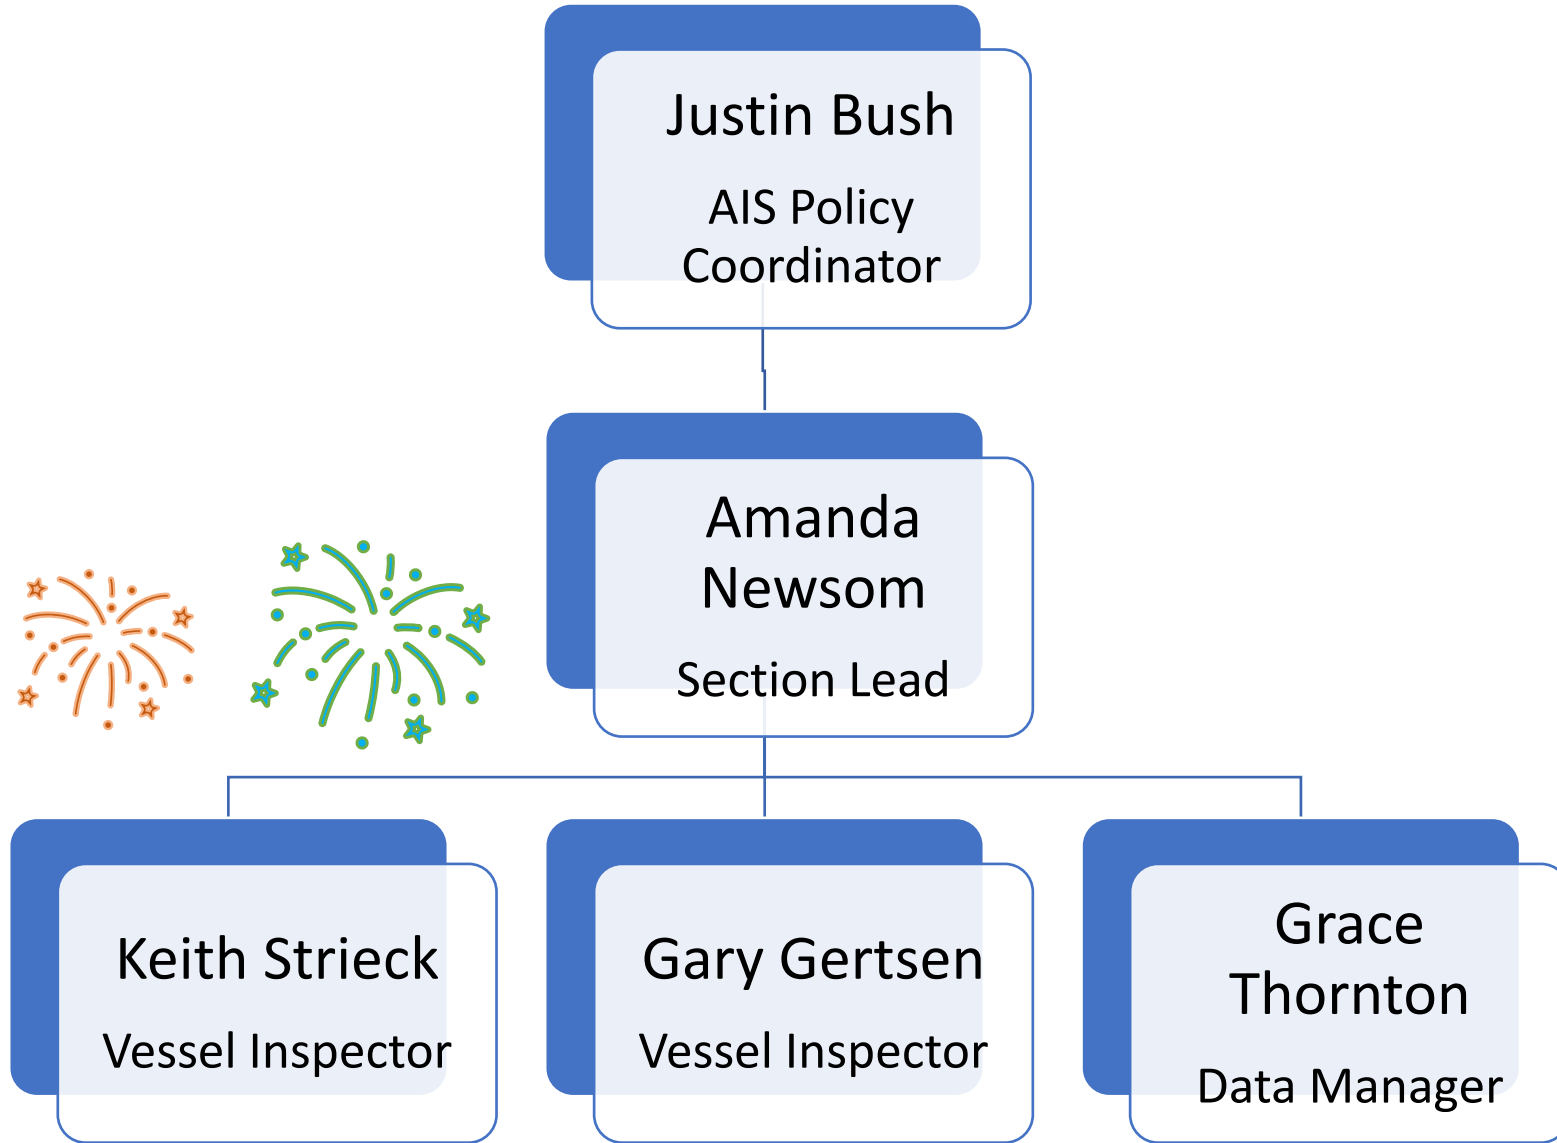 Justin Bush
AIS Policy
Coordinator
Amanda
Newsom
Section Lead
Keith Strieck
Vessel Inspector
Gary Gertsen
Vessel Inspector
Grace
Thornton
Data Manager